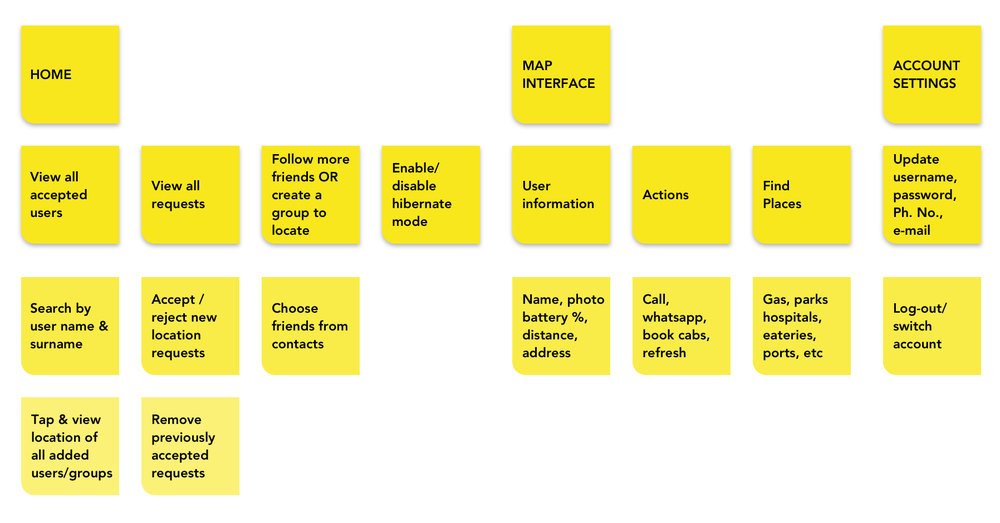 HOME
MAP
INTERFACE
ACCOUNT
SETTINGS
View all
accepted
users
View all
requests
Follow more
friends OR
create a
group to
locate
Enable/
disable
hibernate
mode
User
information
Actions
Find
Places
Update
username,
password,
Ph. No.,
e-mail
Search by
user name &
surname
Accept /
reject new
location
requests
Choose
friends from
contacts
Name, photo
battery %,
distance,
address
Call,
whatsapp,
book cabs,
refresh
Gas, parks
hospitals,
eateries,
ports, etc
Log-out/
switch
account
Tap & view
location of
all added
users/groups
Remove
previously
accepted
requests